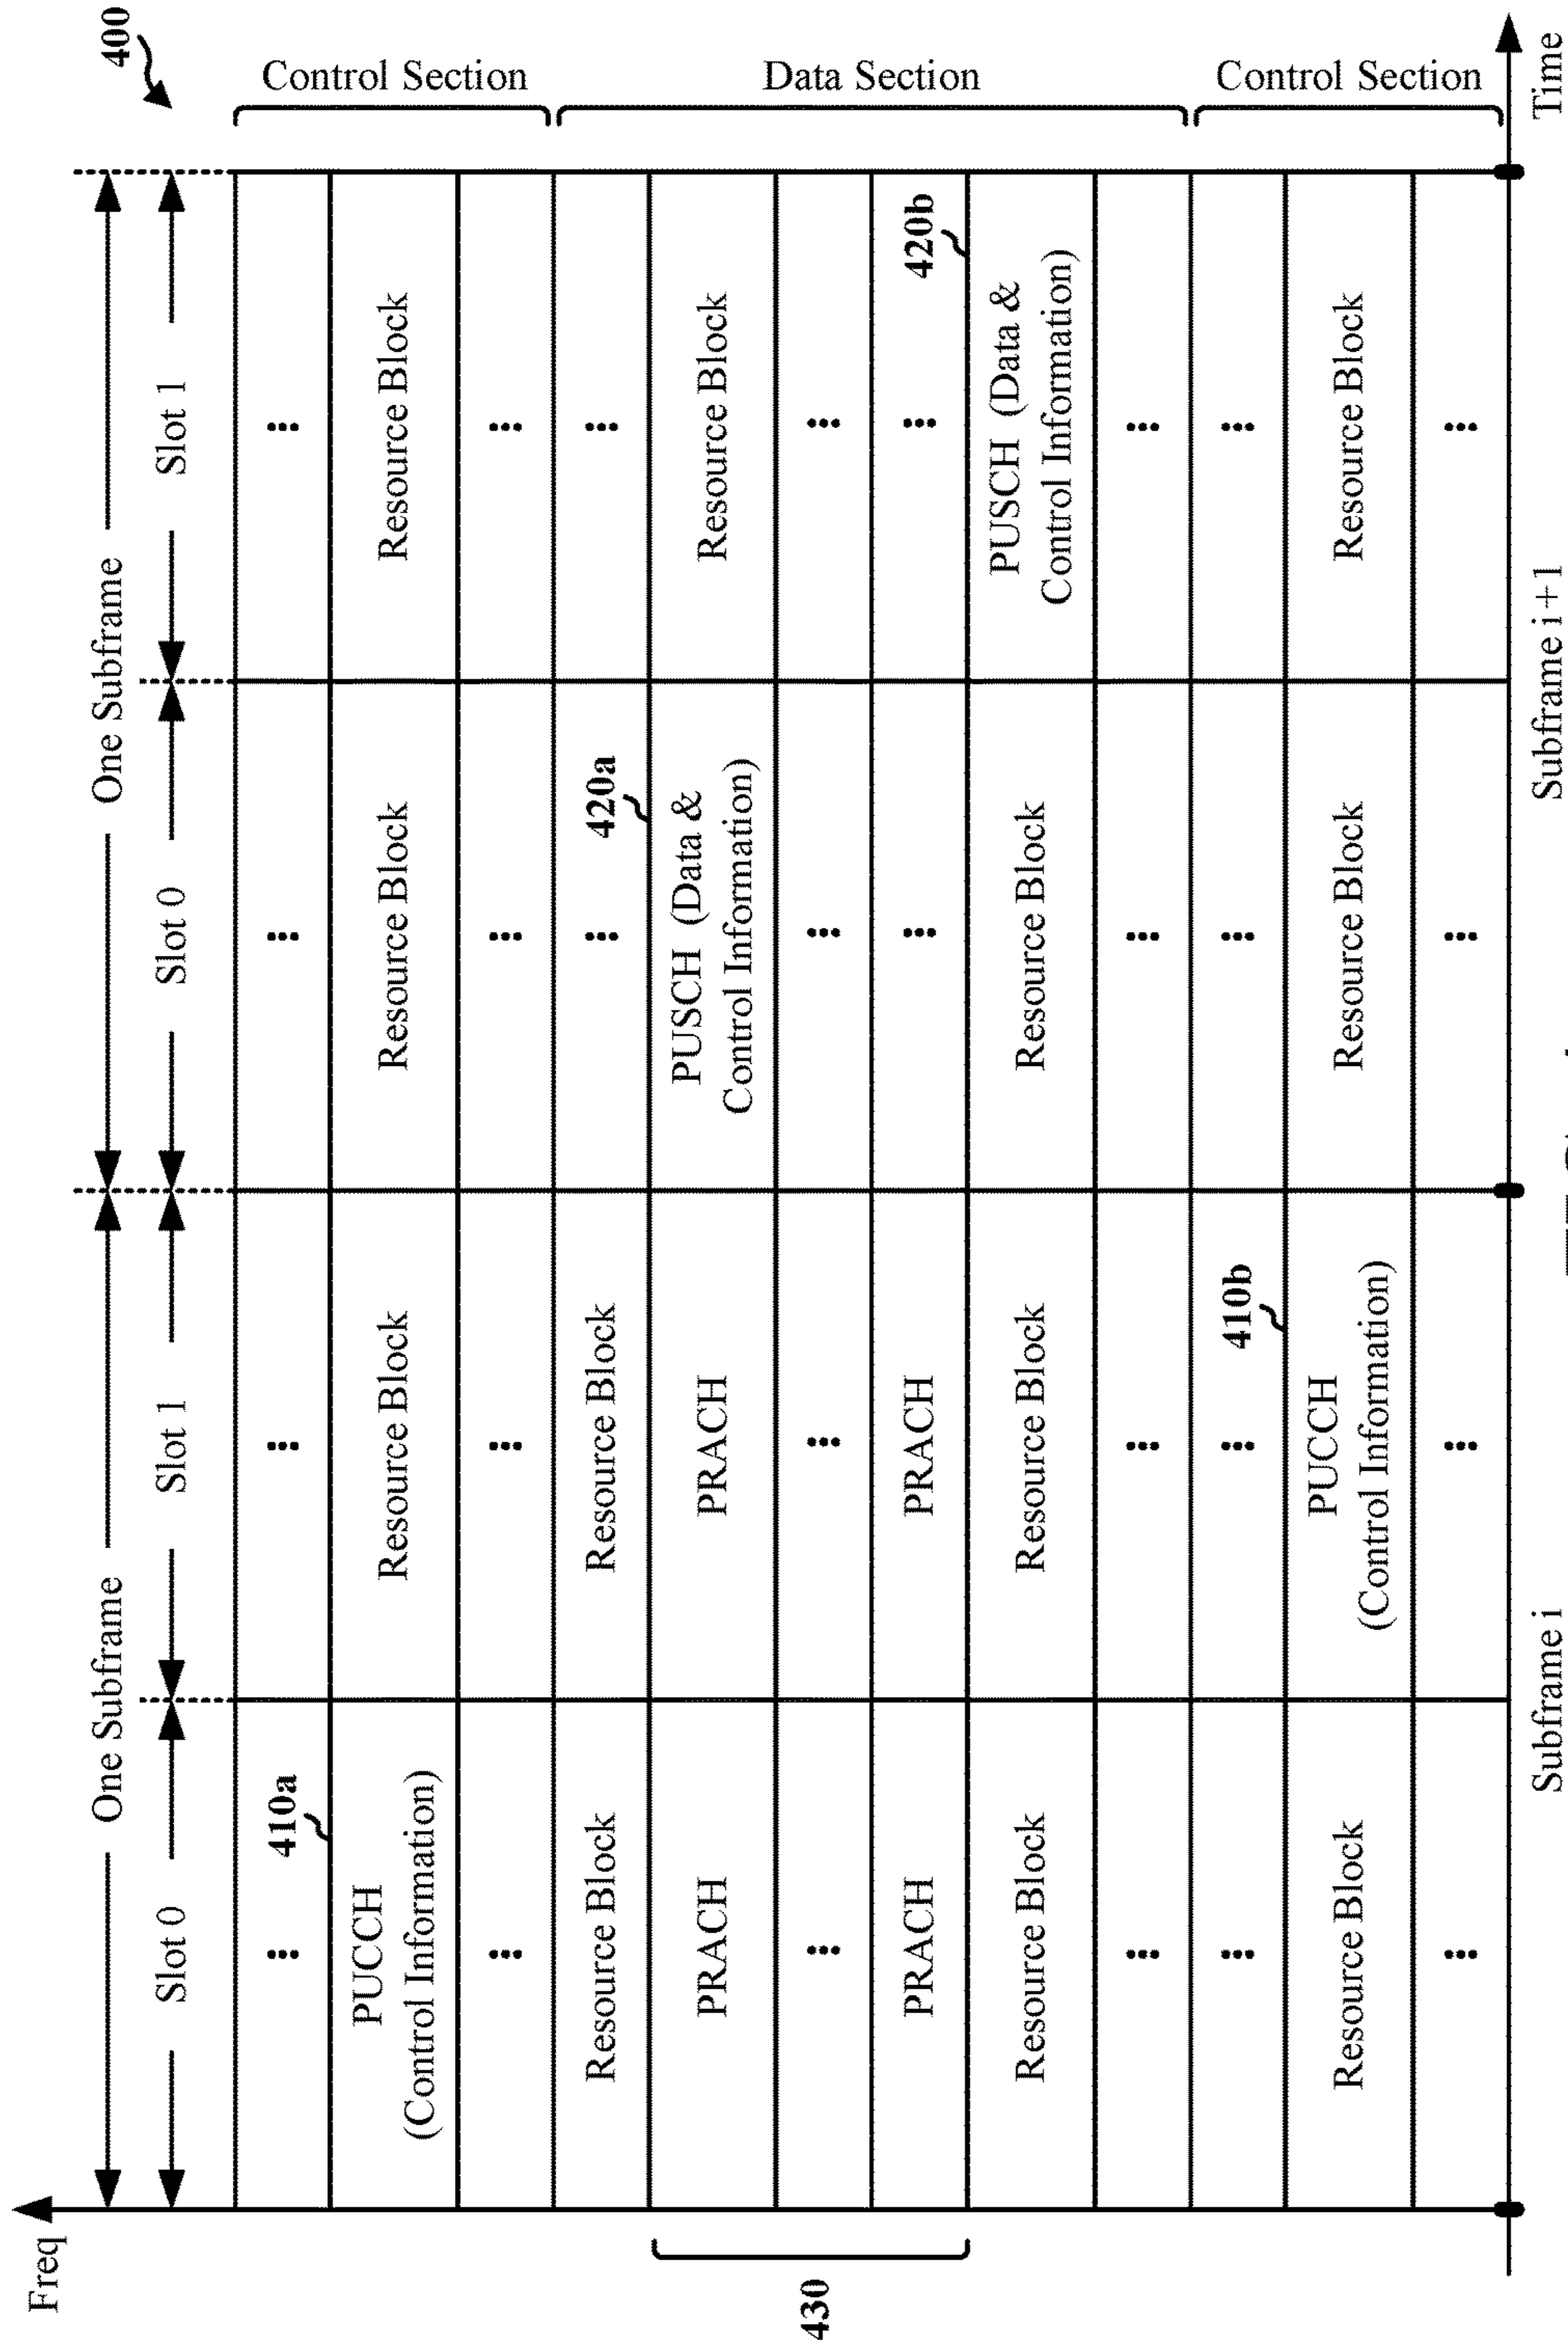 400
One Subframe
One Subframe
Slot 0
Slot 1
Slot 0
Slot 1
Freq
⋮
⋮
⋮
⋮
Control Section
410a
PUCCH
(Control Information)
Resource Block
Resource Block
Resource Block
⋮
⋮
⋮
⋮
Resource Block
Resource Block
⋮
⋮
Data Section
420a
430
PRACH
PRACH
PUSCH (Data &
Control Information)
Resource Block
⋮
⋮
⋮
⋮
PRACH
PRACH
⋮
⋮
420b
Resource Block
Resource Block
Resource Block
PUSCH (Data &
Control Information)
⋮
⋮
⋮
⋮
⋮
⋮
⋮
⋮
Control Section
410b
Resource Block
PUCCH
(Control Information)
Resource Block
Resource Block
⋮
⋮
⋮
⋮
Subframe i
Subframe i + 1
Time